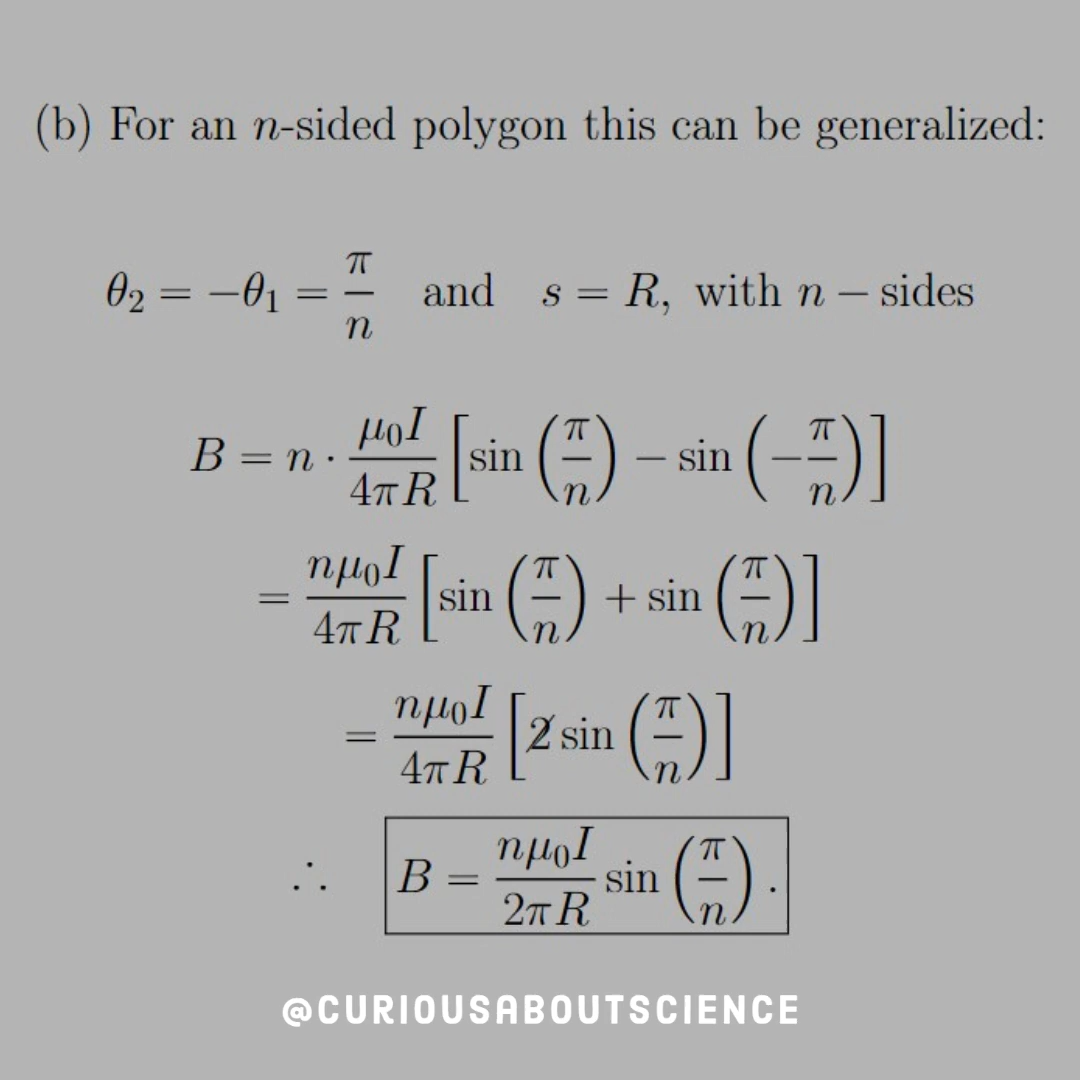 (b) For an n-sided polygon this can be generalized:
θ₂ = −θ₁ = π/n and s = R, with n − sides
B = n · μ₀I/4πR [sin (π/n) − sin (−π/n)]
= nμ₀I/4πR [sin (π/n) + sin (π/n)]
= nμ₀I/4πR [2̸ sin (π/n)]
∴ B = nμ₀I/2πR sin (π/n).
@CURIOUSABOUTSCIENCE